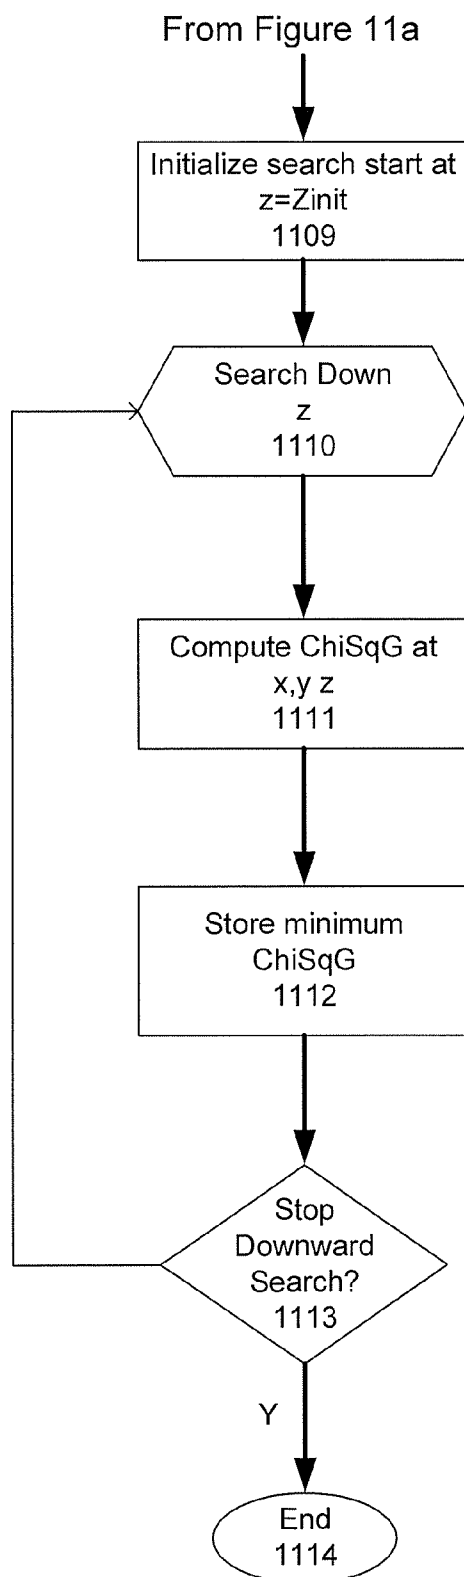 From Figure 11a
Initialize search start at
z=Zinit
1109
Search Down
z
1110
Compute ChiSqG at
x,y z
1111
Store minimum
ChiSqG
1112
Stop
Downward
Search?
1113
Y
End
1114